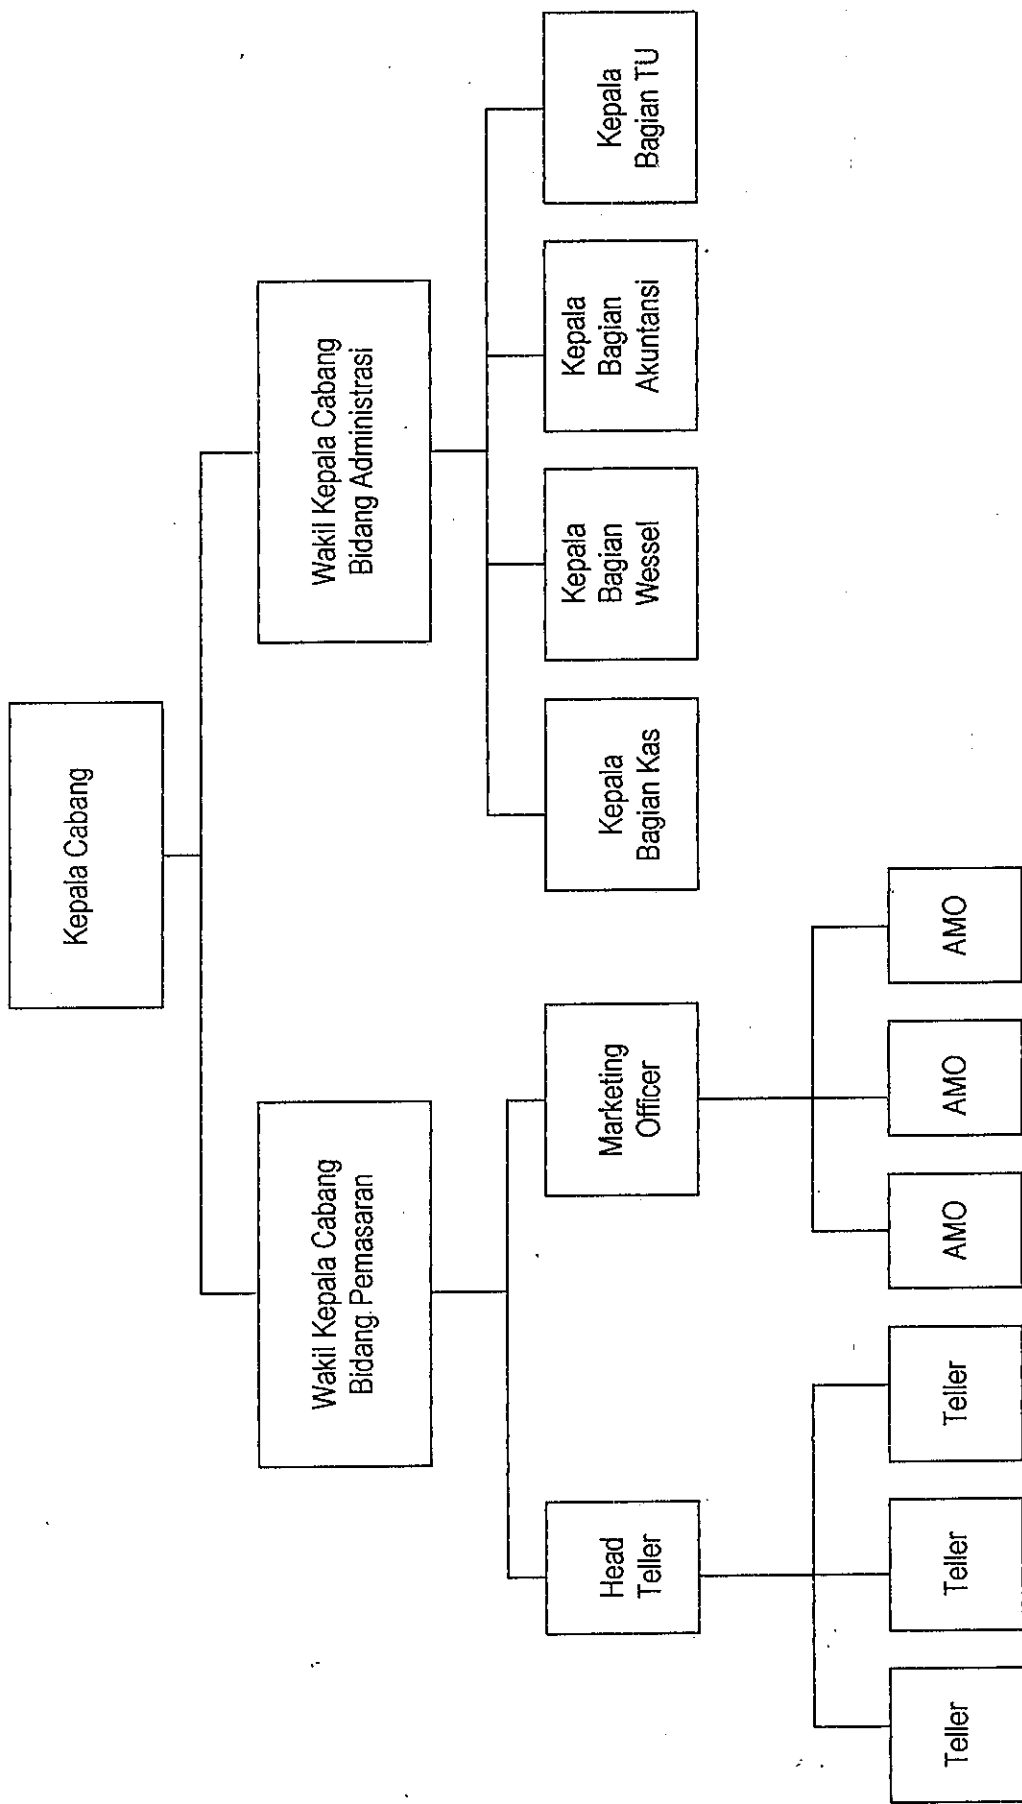 Kepala Cabang
Wakil Kepala Cabang
Bidang Pemasaran
Wakil Kepala Cabang
Bidang Administrasi
Head
Teller
Marketing
Officer
Kepala
Bagian Kas
Kepala
Bagian
Wessel
Kepala
Bagian
Akuntansi
Kepala
Bagian TU
Teller
Teller
Teller
AMO
AMO
AMO